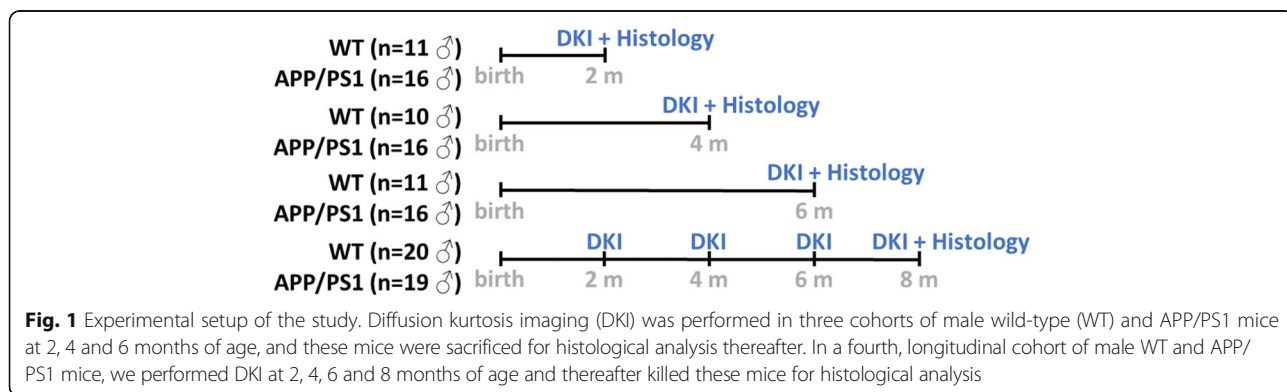 DKI + Histology
WT (n=11 ♂)
APP/PS1 (n=16 ♂) birth 2 m
DKI + Histology
WT (n=10 ♂)
APP/PS1 (n=16 ♂) birth 4 m
DKI + Histology
WT (n=11 ♂)
APP/PS1 (n=16 ♂) birth 6 m
DKI DKI DKI DKI + Histology
WT (n=20 ♂)
APP/PS1 (n=19 ♂) birth 2 m 4 m 6 m 8 m
Fig. 1 Experimental setup of the study. Diffusion kurtosis imaging (DKI) was performed in three cohorts of male wild-type (WT) and APP/PS1 mice
at 2, 4 and 6 months of age, and these mice were sacrificed for histological analysis thereafter. In a fourth, longitudinal cohort of male WT and APP/
PS1 mice, we performed DKI at 2, 4, 6 and 8 months of age and thereafter killed these mice for histological analysis